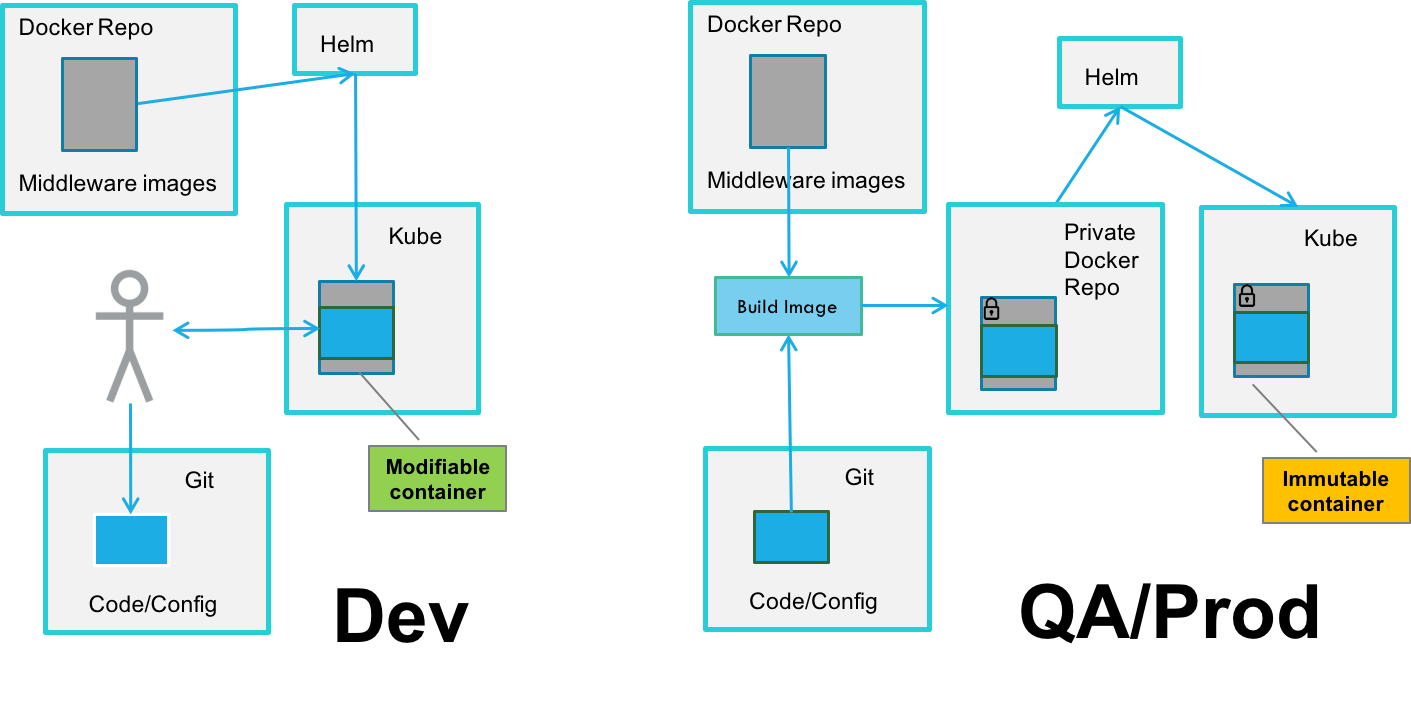 Docker Repo
Middleware images
Helm
Kube
Modifiable
container
Git
Code/Config
Dev
Docker Repo
Middleware images
Build Image
Git
Code/Config
Helm
Private
Docker
Repo
Kube
Immutable
container
QA/Prod